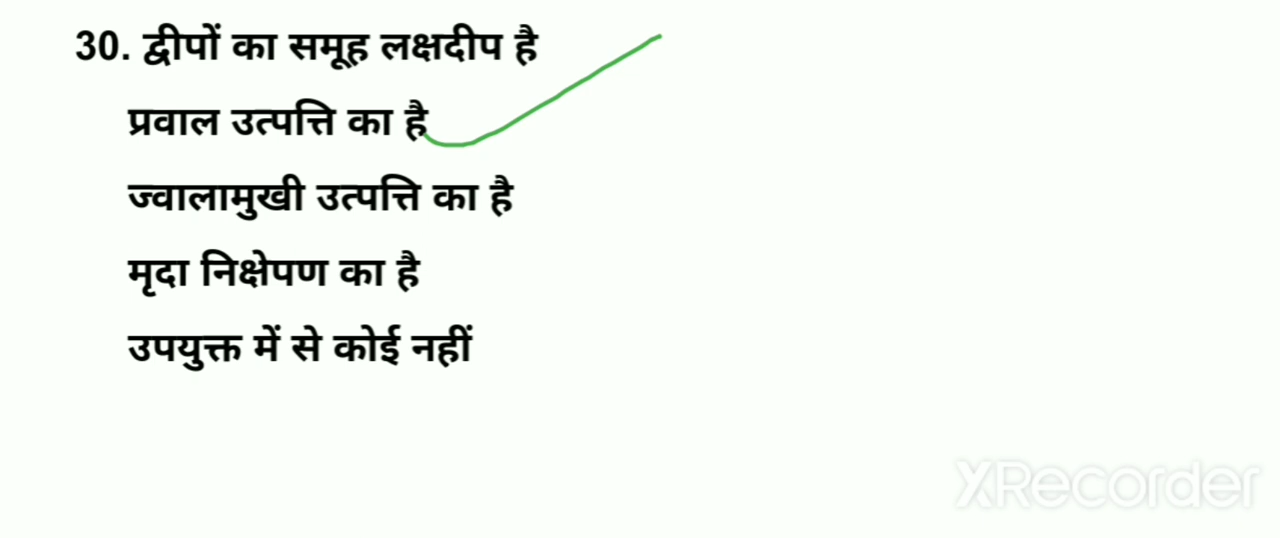 30. द्वीपों का समूह लक्षदीप है
प्रवाल उत्पत्ति का है
ज्वालामुखी उत्पत्ति का है
मृदा निक्षेपण का है
उपयुक्त में से कोई नहीं
XRecorder